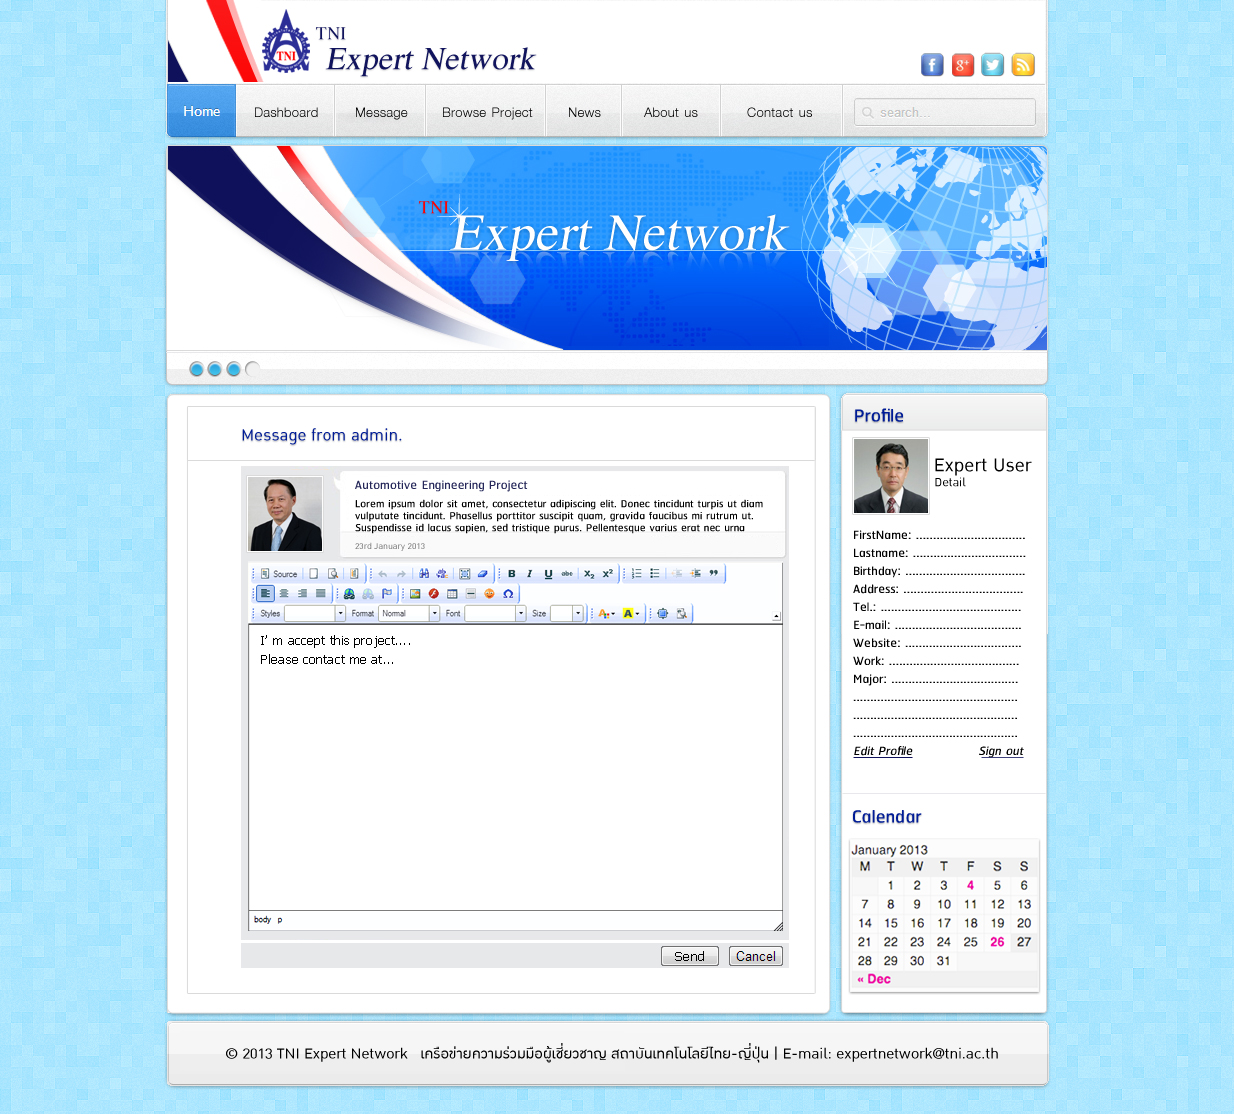 TNI
Expert Network
TNI
Home Dashboard Message Browse Project News About us Contact us search...
TNI
Expert Network
Message from admin.
Automotive Engineering Project
Lorem ipsum dolor sit amet, consectetur adipiscing elit. Donec tincidunt turpis ut diam
vulputate tincidunt. Phasellus porttitor suscipit quam, gravida faucibus mi rutrum ut.
Suspendisse id lacus sapien, sed tristique purus. Pellentesque varius erat nec urna
23rd January 2013
Source
B I U abc X₂ X²
Styles Format Normal Font Size A A
I' m accept this project....
Please contact me at...
body p
Send Cancel
Profile
Expert User
Detail
FirstName: ................................
Lastname: .................................
Birthday: ...................................
Address: ...................................
Tel.: .........................................
E-mail: .....................................
Website: ..................................
Work: ......................................
Major: .....................................
................................................
................................................
................................................
Edit Profile Sign out
Calendar
January 2013
M T W T F S S
1 2 3 4 5 6
7 8 9 10 11 12 13
14 15 16 17 18 19 20
21 22 23 24 25 26 27
28 29 30 31
« Dec
© 2013 TNI Expert Network เครือข่ายความร่วมมือผู้เชี่ยวชาญ สถาบันเทคโนโลยีไทย-ญี่ปุ่น | E-mail: expertnetwork@tni.ac.th